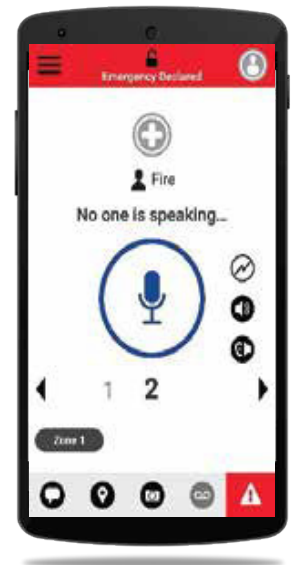 Emergency Declared
Fire
No one is speaking...
1 2
Zone 1